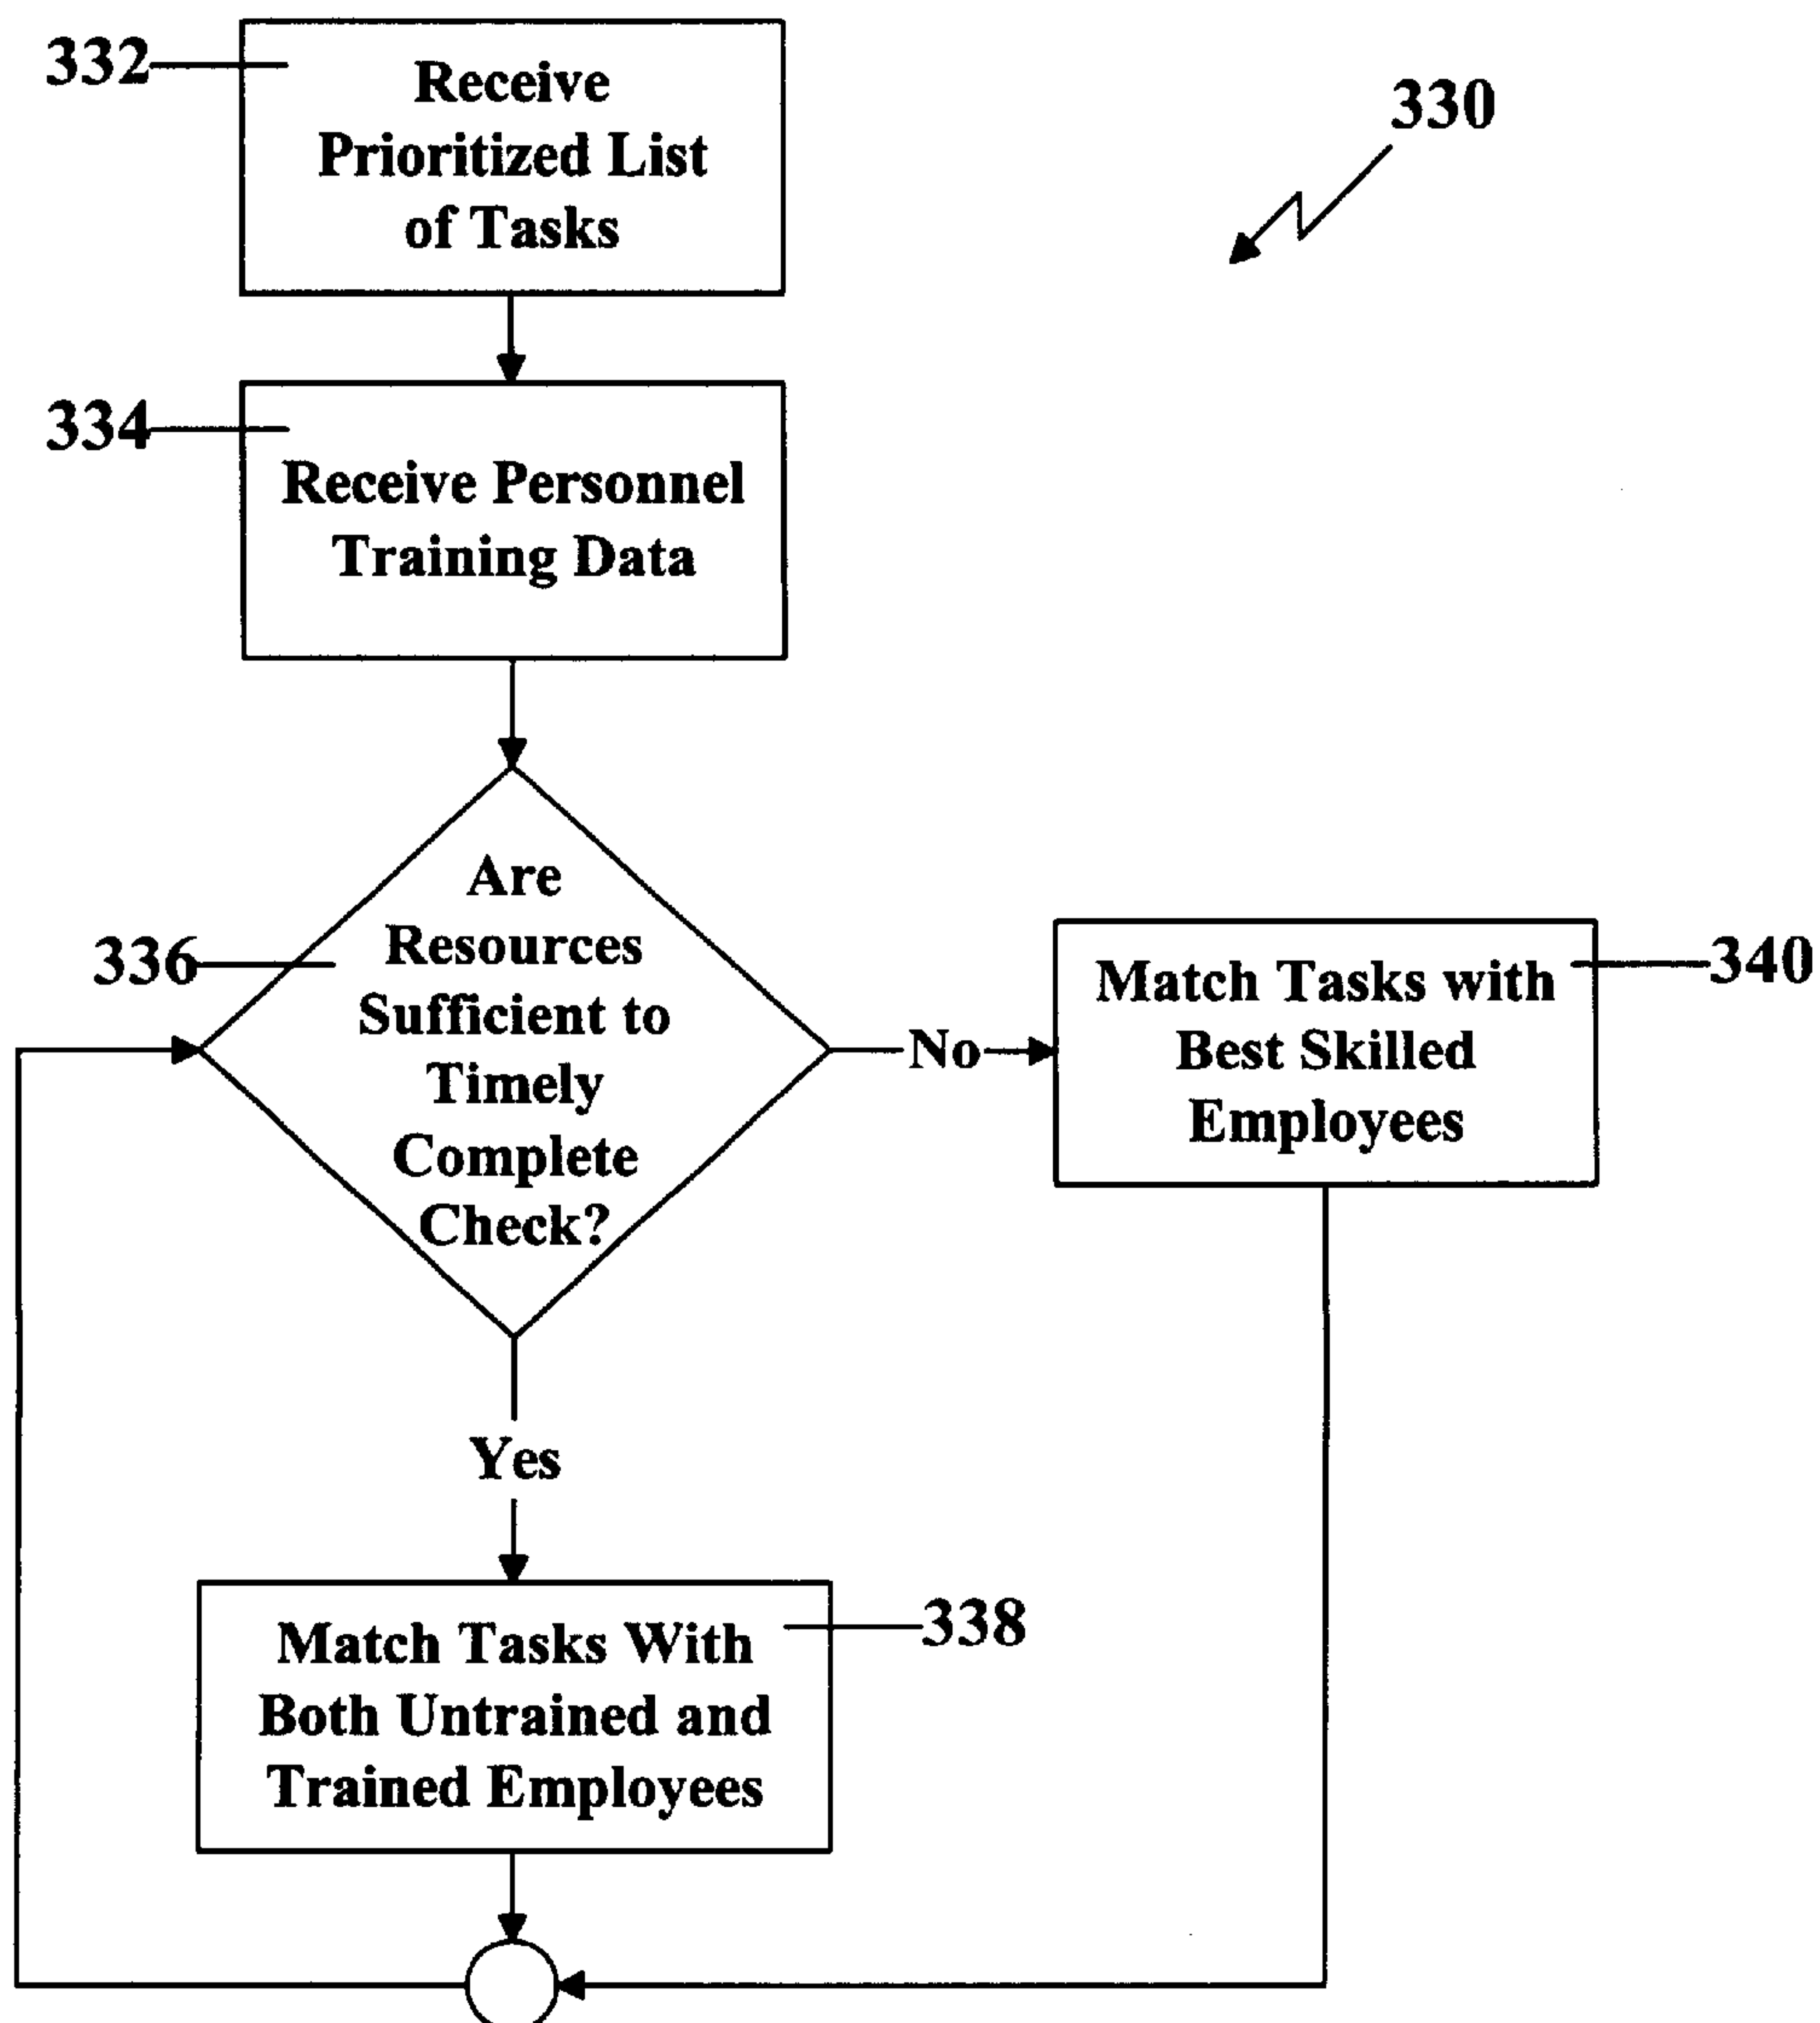 332
Receive
Prioritized List
of Tasks
330
334
Receive Personnel
Training Data
336
Are
Resources
Sufficient to
Timely
Complete
Check?
No
340
Match Tasks with
Best Skilled
Employees
Yes
338
Match Tasks With
Both Untrained and
Trained Employees